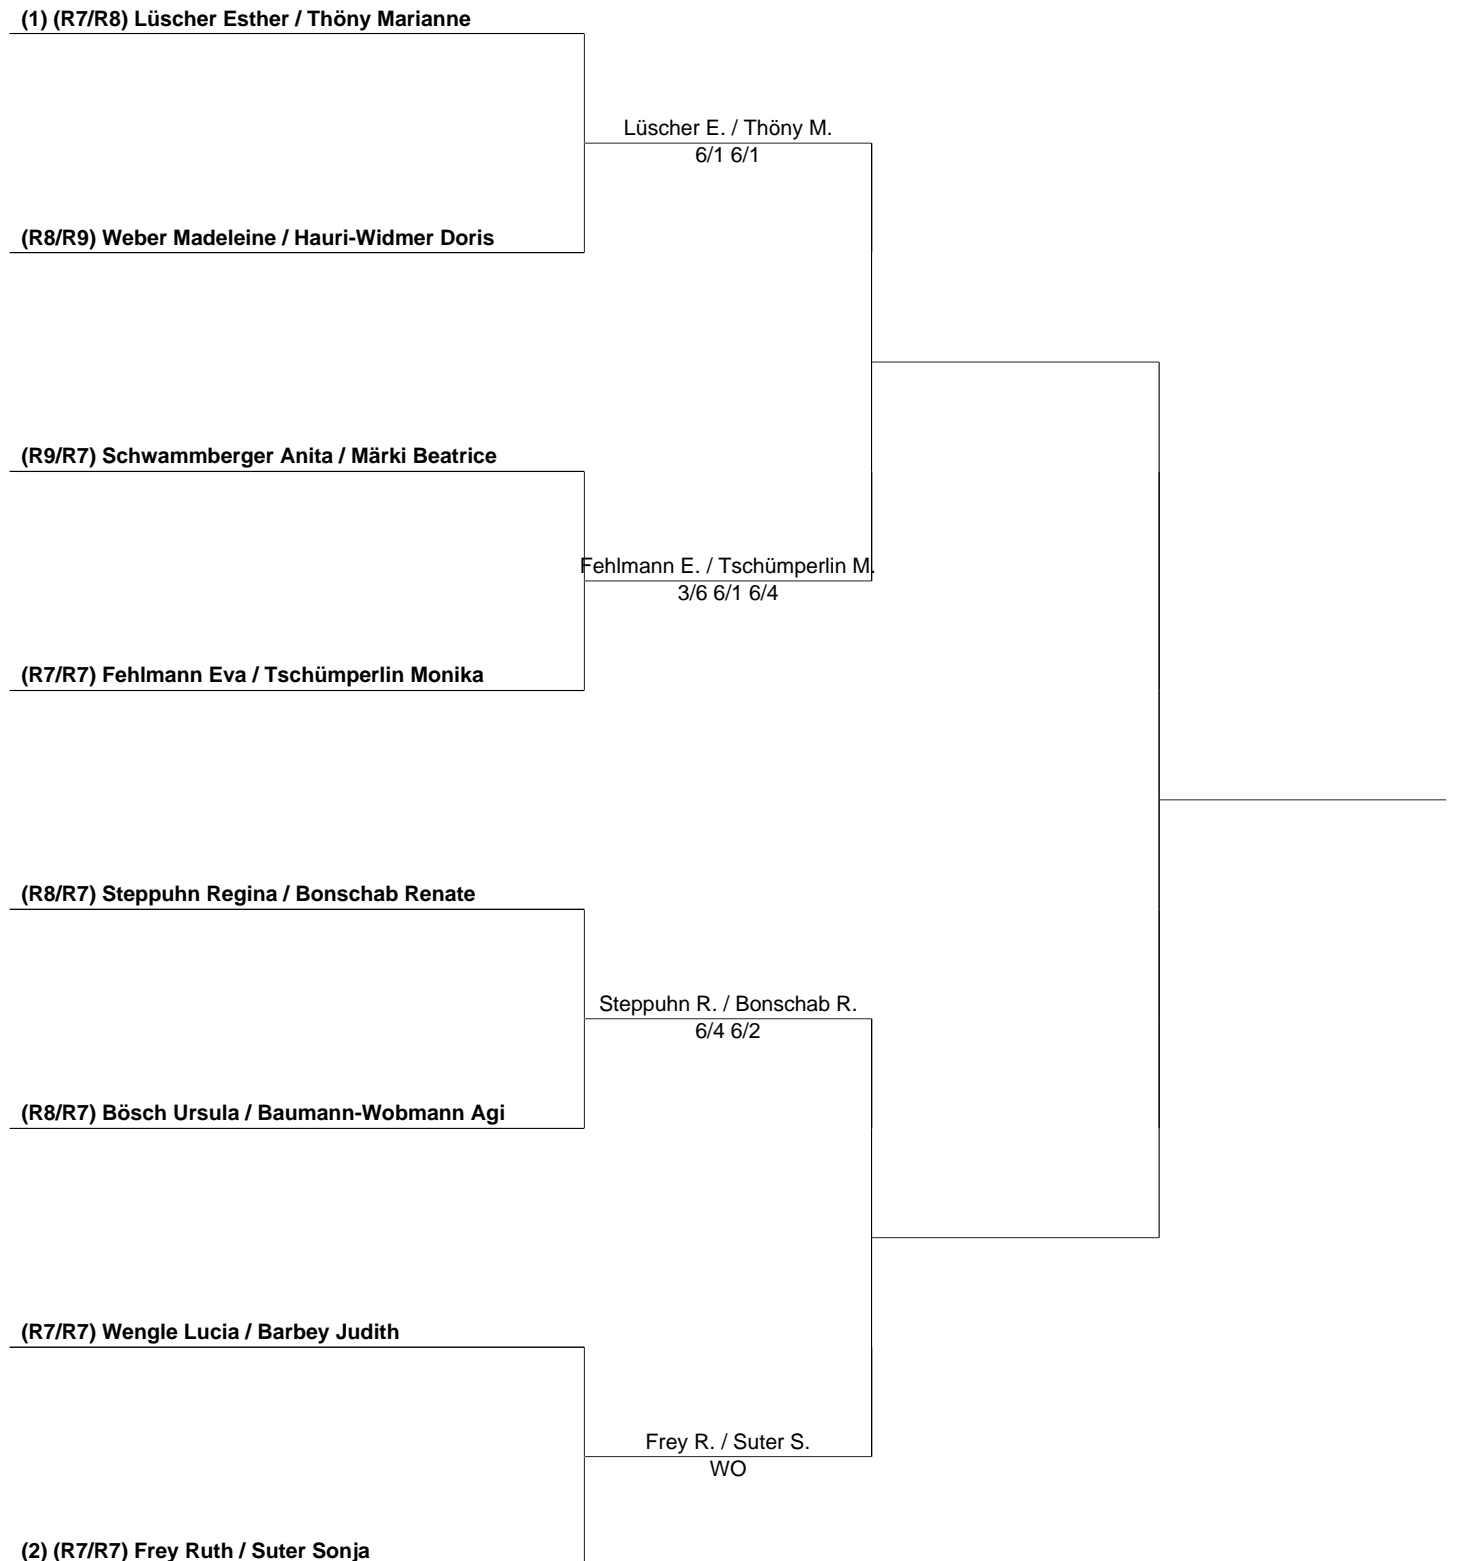 (1) (R7/R8) Lüscher Esther / Thöny Marianne
Lüscher E. / Thöny M.
6/1 6/1
(R8/R9) Weber Madeleine / Hauri-Widmer Doris
(R9/R7) Schwammberger Anita / Märki Beatrice
Fehlmann E. / Tschümperlin M.
3/6 6/1 6/4
(R7/R7) Fehlmann Eva / Tschümperlin Monika
(R8/R7) Steppuhn Regina / Bonschab Renate
Steppuhn R. / Bonschab R.
6/4 6/2
(R8/R7) Bösch Ursula / Baumann-Wobmann Agi
(R7/R7) Wengle Lucia / Barbey Judith
Frey R. / Suter S.
WO
(2) (R7/R7) Frey Ruth / Suter Sonja